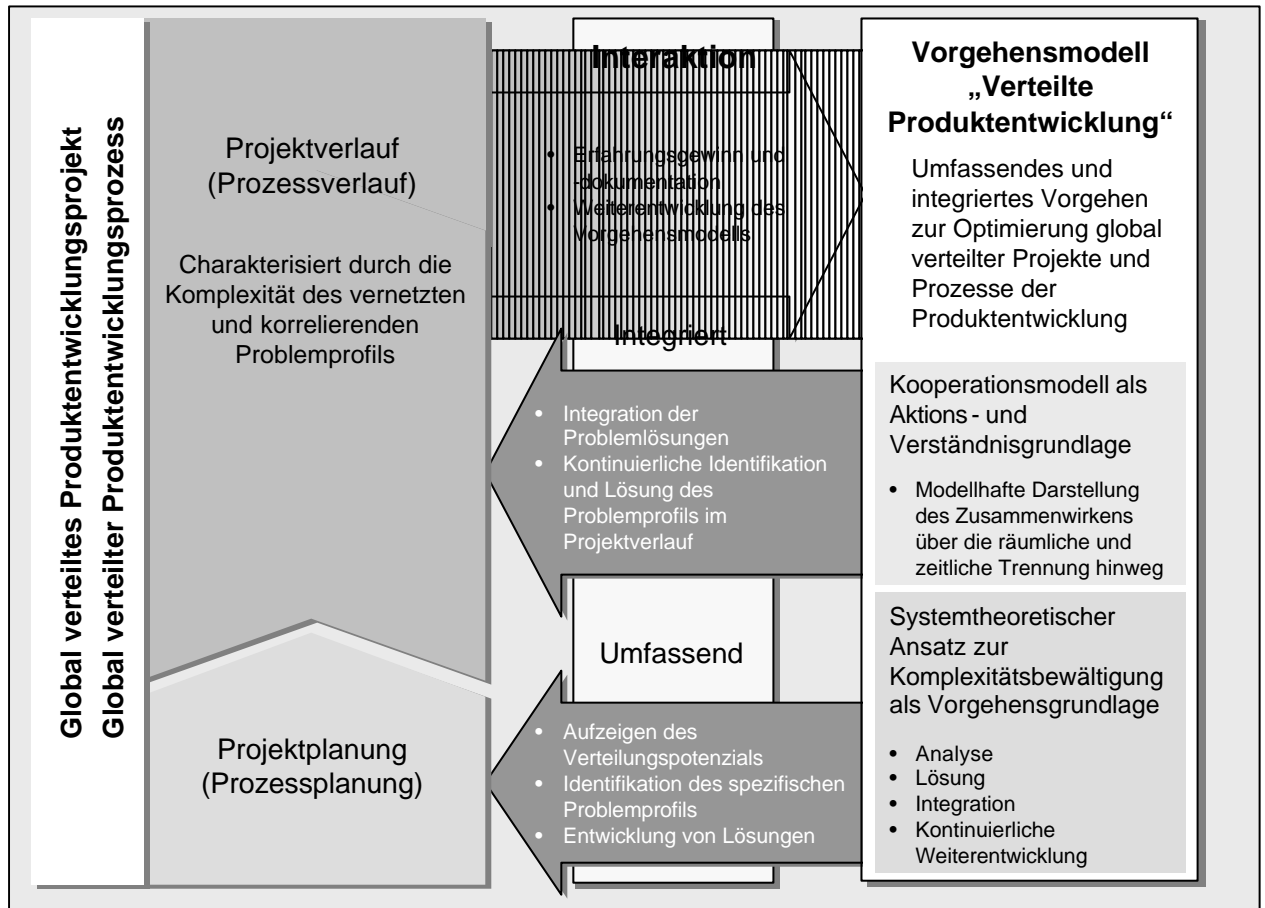 Global verteiltes Produktentwicklungsprojekt
Global verteilter Produktentwicklungsprozess
Projektverlauf
(Prozessverlauf)
Charakterisiert durch die
Komplexität des vernetzten
und korrelierenden
Problemprofils
Projektplanung
(Prozessplanung)
Interaktion
• Erfahrungsgewinn und
-dokumentation
• Weiterentwicklung des
Vorgehensmodells
Integriert
• Integration der
Problemlösungen
• Kontinuierliche Identifikation
und Lösung des
Problemprofils im
Projektverlauf
Umfassend
• Aufzeigen des
Verteilungspotenzials
• Identifikation des spezifischen
Problemprofils
• Entwicklung von Lösungen
Vorgehensmodell
„Verteilte
Produktentwicklung“
Umfassendes und
integriertes Vorgehen
zur Optimierung global
verteilter Projekte und
Prozesse der
Produktentwicklung
Kooperationsmodell als
Aktions - und
Verständnisgrundlage
• Modellhafte Darstellung
des Zusammenwirkens
über die räumliche und
zeitliche Trennung hinweg
Systemtheoretischer
Ansatz zur
Komplexitätsbewältigung
als Vorgehensgrundlage
• Analyse
• Lösung
• Integration
• Kontinuierliche
Weiterentwicklung